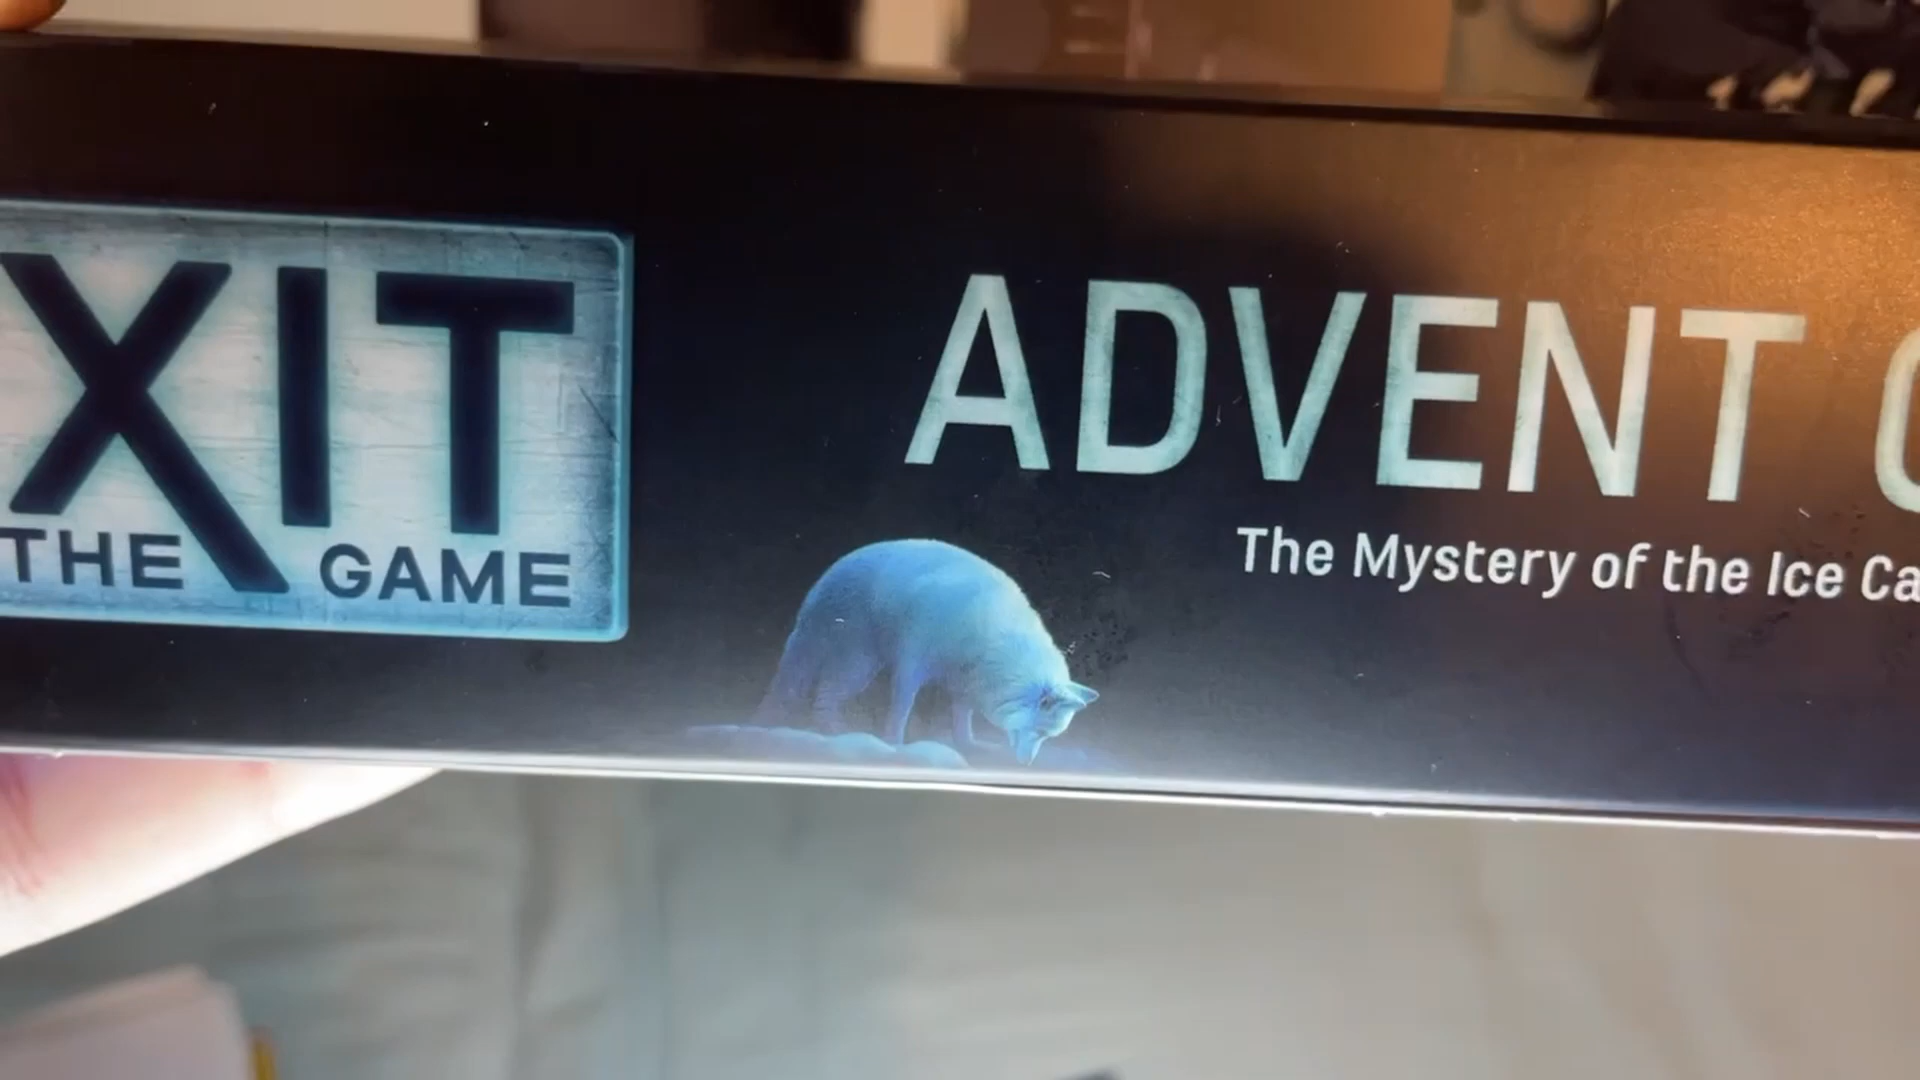 XIT
THE GAME
ADVENT
The Mystery of the Ice